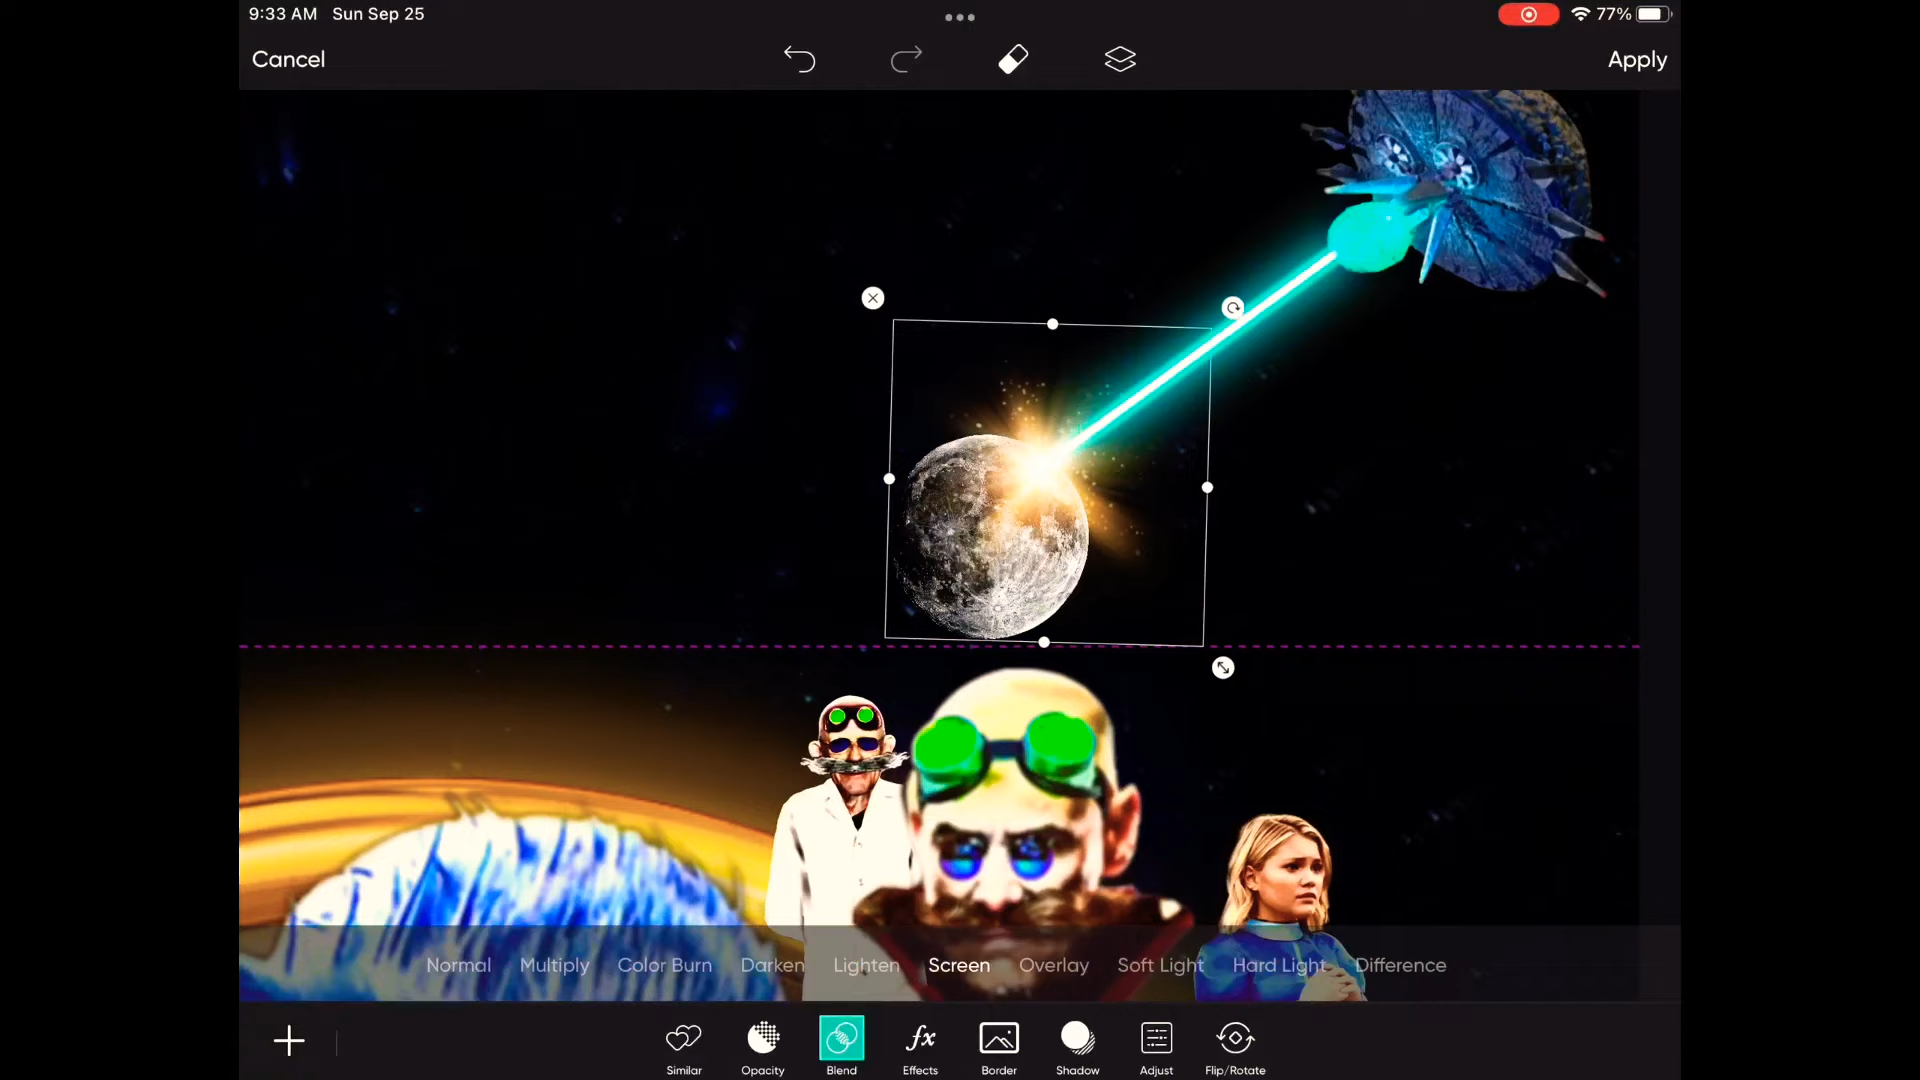 9:33 AM Sun Sep 25
77%
Cancel
Apply
Normal Multiply Color Burn Darken Lighten Screen Overlay Soft Light Hard Light Difference
Similar Opacity Blend Effects Border Shadow Adjust Flip/Rotate
fx